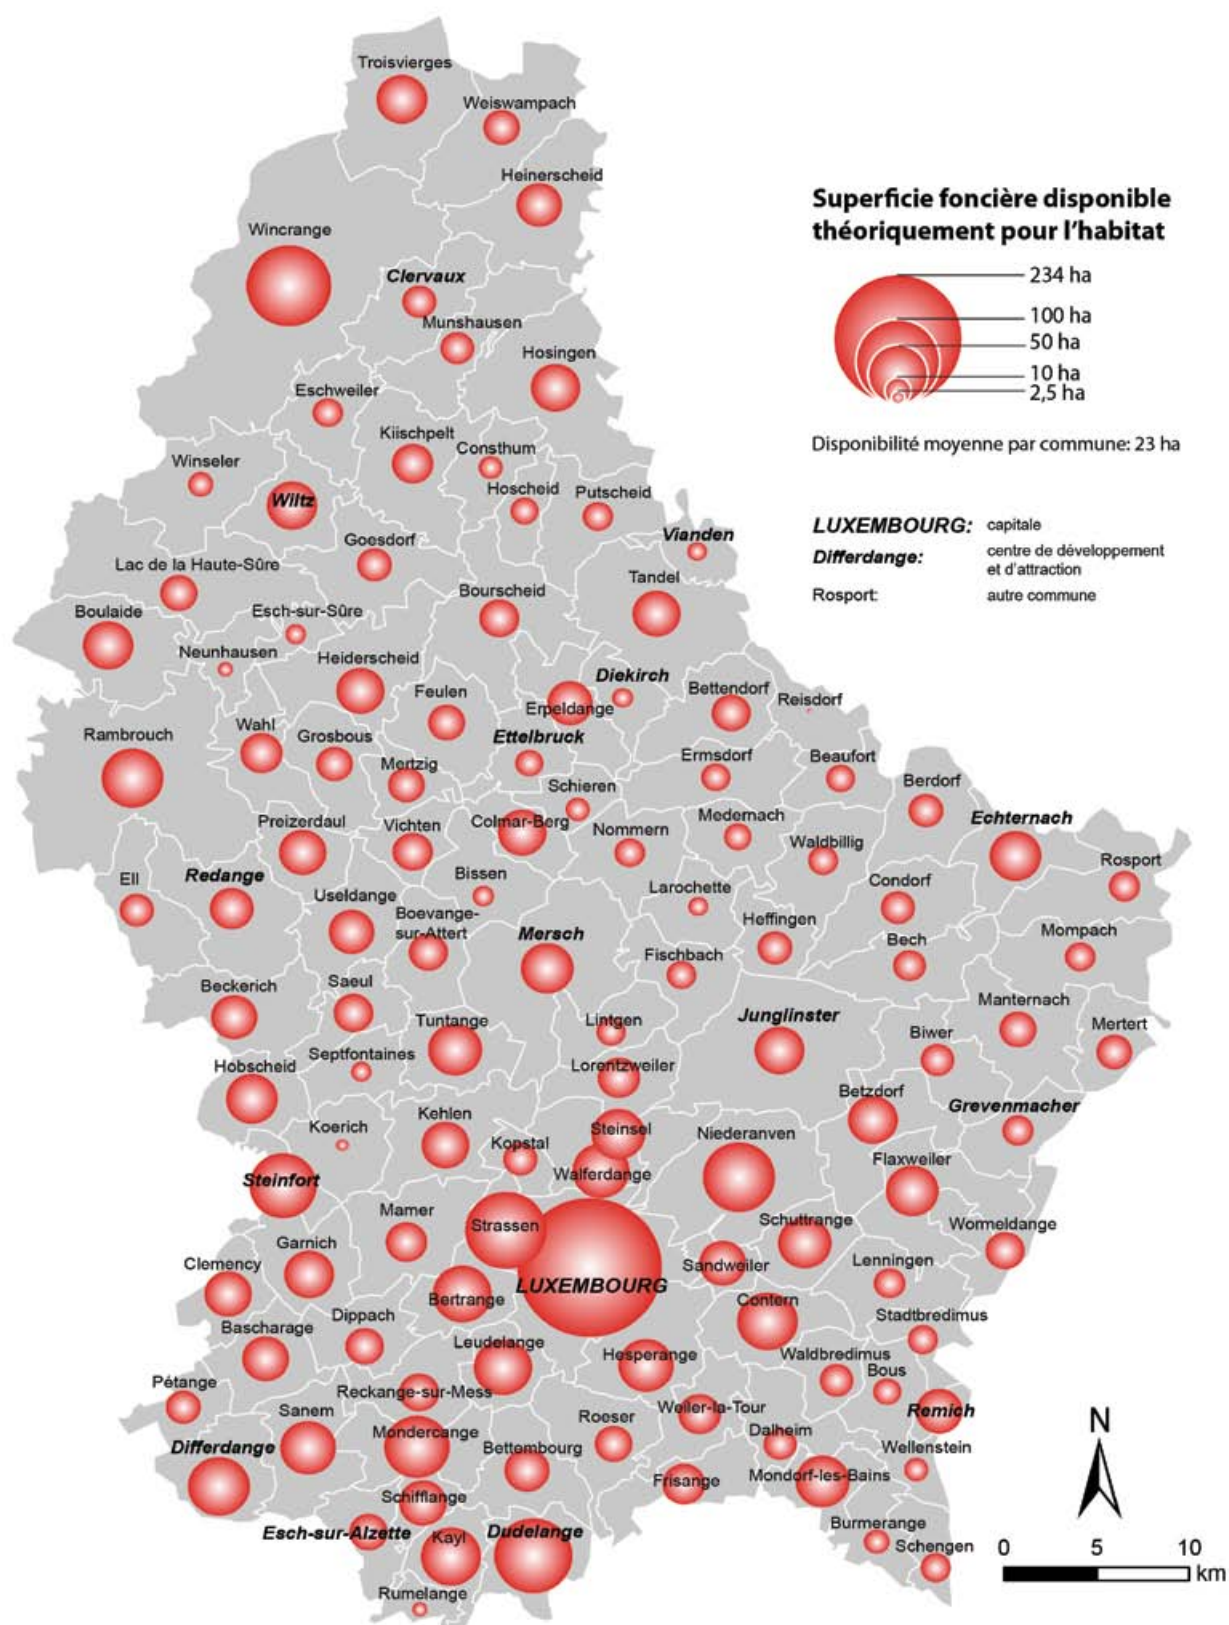 Troisvierges
Weiswampach
Heinerscheid
Wincrange
Clervaux
Munshausen
Hosingen
Eschweiler
Kiischpelt
Consthum
Winseler
Wiltz
Hoscheid
Putscheid
Vianden
Goesdorf
Lac de la Haute-Sûre
Tandel
Bourscheid
Boulaide
Esch-sur-Sûre
Neunhausen
Heiderscheid
Diekirch
Feulen
Erpeldange
Bettendorf
Reisdorf
Rambrouch
Wahl
Grosbous
Ettelbruck
Mertzig
Ermsdorf
Beaufort
Berdorf
Schieren
Preizerdaul
Vichten
Colmar-Berg
Nommern
Medernach
Waldbillig
Echternach
Rosport
Ell
Redange
Useldange
Bissen
Larochette
Condorf
Boevange-
sur-Attert
Mersch
Heffingen
Fischbach
Bech
Mompach
Beckerich
Saeul
Tuntange
Lintgen
Junglinster
Manternach
Biwer
Mertert
Septfontaines
Hobscheid
Lorentzweiler
Betzdorf
Grevenmacher
Koerich
Kehlen
Kopstal
Steinsel
Niederanven
Flaxweiler
Walferdange
Steinfort
Mamer
Strassen
Schuttrange
Wormeldange
Garnich
Clemency
Sandweiler
Lenningen
LUXEMBOURG
Bertrange
Contern
Stadtbredimus
Bascharage
Dippach
Leudelange
Hesperange
Waldbredimus
Bous
Pétange
Reckange-sur-Mess
Weiler-la-Tour
Remich
Sanem
Mondercange
Roeser
Dalheim
Differdange
Bettembourg
Wellenstein
Frisange
Mondorf-les-Bains
Schifflange
Esch-sur-Alzette
Kayl
Dudelange
Burmerange
Schengen
Rumelange
Superficie foncière disponible
théoriquement pour l'habitat
234 ha
100 ha
50 ha
10 ha
2,5 ha
Disponibilité moyenne par commune: 23 ha
LUXEMBOURG: capitale
Differdange: centre de développement
et d'attraction
Rosport: autre commune
N
0 5 10
km